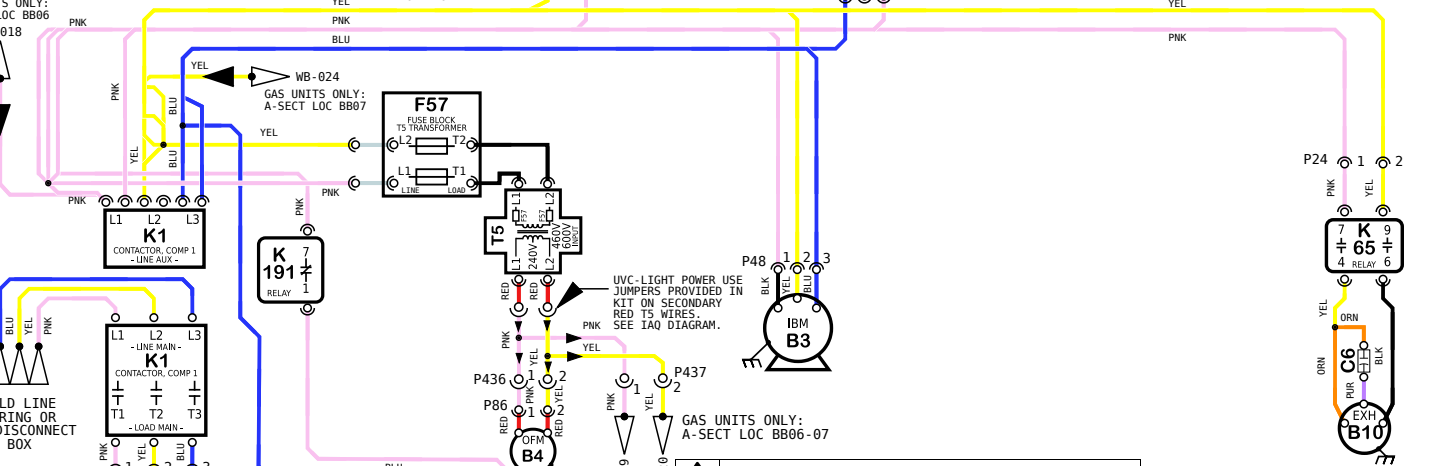 S ONLY:
LOC BB06
018
PNK
YEL
PNK
BLU
YEL
PNK
YEL
WB-024
GAS UNITS ONLY:
A-SECT LOC BB07
PNK
BLU
YEL
BLU
YEL
PNK
PNK
PNK
F57
FUSE BLOCK
T5 TRANSFORMER
L2
T2
L1
T1
LINE
LOAD
L1
L2
L3
K1
CONTACTOR, COMP 1
- LINE AUX -
K
191
7
1
RELAY
T5
L1
L2
F57
F57
460V
600V
INPUT
240V
L1
L2
RED
RED
UVC-LIGHT POWER USE
JUMPERS PROVIDED IN
KIT ON SECONDARY
RED T5 WIRES.
SEE IAQ DIAGRAM.
PNK
YEL
PNK
YEL
P436
1
2
PNK
YEL
P86
1
2
RED
RED
OFM
B4
P437
1
2
PNK
YEL
9
0
GAS UNITS ONLY:
A-SECT LOC BB06-07
P48
1
2
3
BLK
YEL
BLU
IBM
B3
P24
1
2
PNK
YEL
7
9
K
65
4
6
RELAY
YEL
ORN
ORN
C6
BLK
PUR
EXH
B10
BLU
YEL
PNK
LD LINE
RING OR
DISCONNECT
BOX
L1
L2
L3
- LINE MAIN -
K1
CONTACTOR, COMP 1
T1
T2
T3
- LOAD MAIN -
PNK
YEL
BLU
1
2
3
BLU